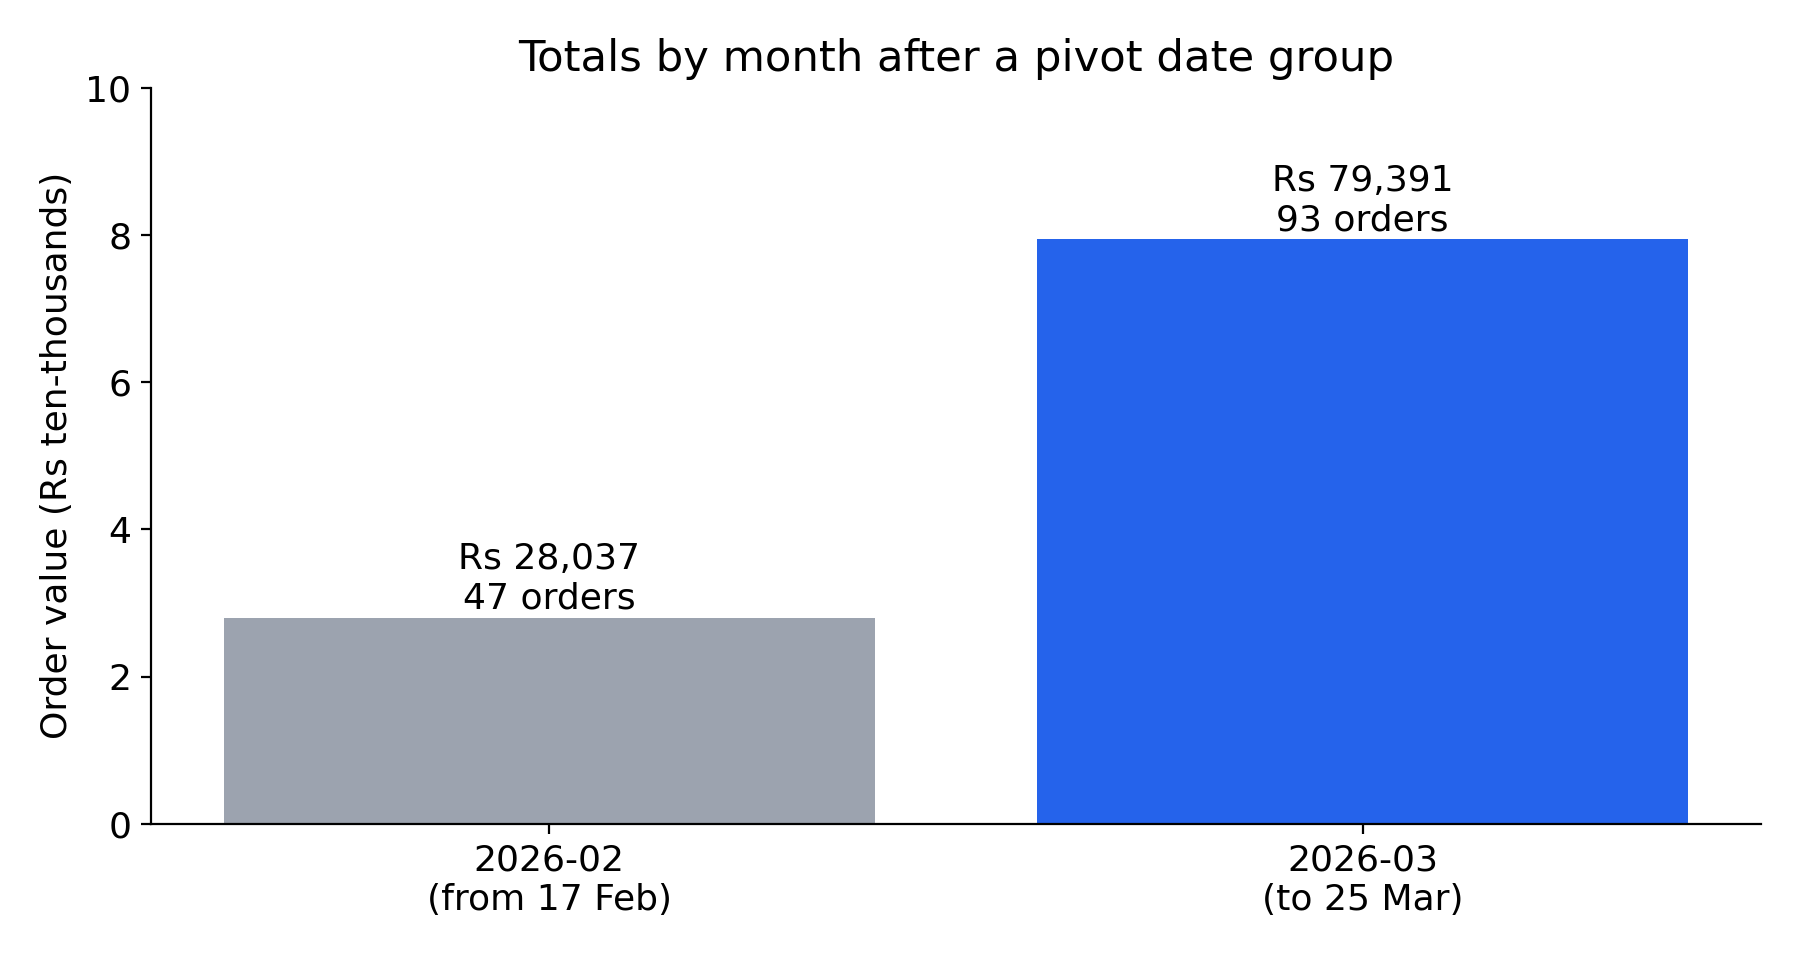 Totals by month after a pivot date group
Order value (Rs ten-thousands)
10
8
6
4
2
0
Rs 28,037
47 orders
Rs 79,391
93 orders
2026-02
(from 17 Feb)
2026-03
(to 25 Mar)